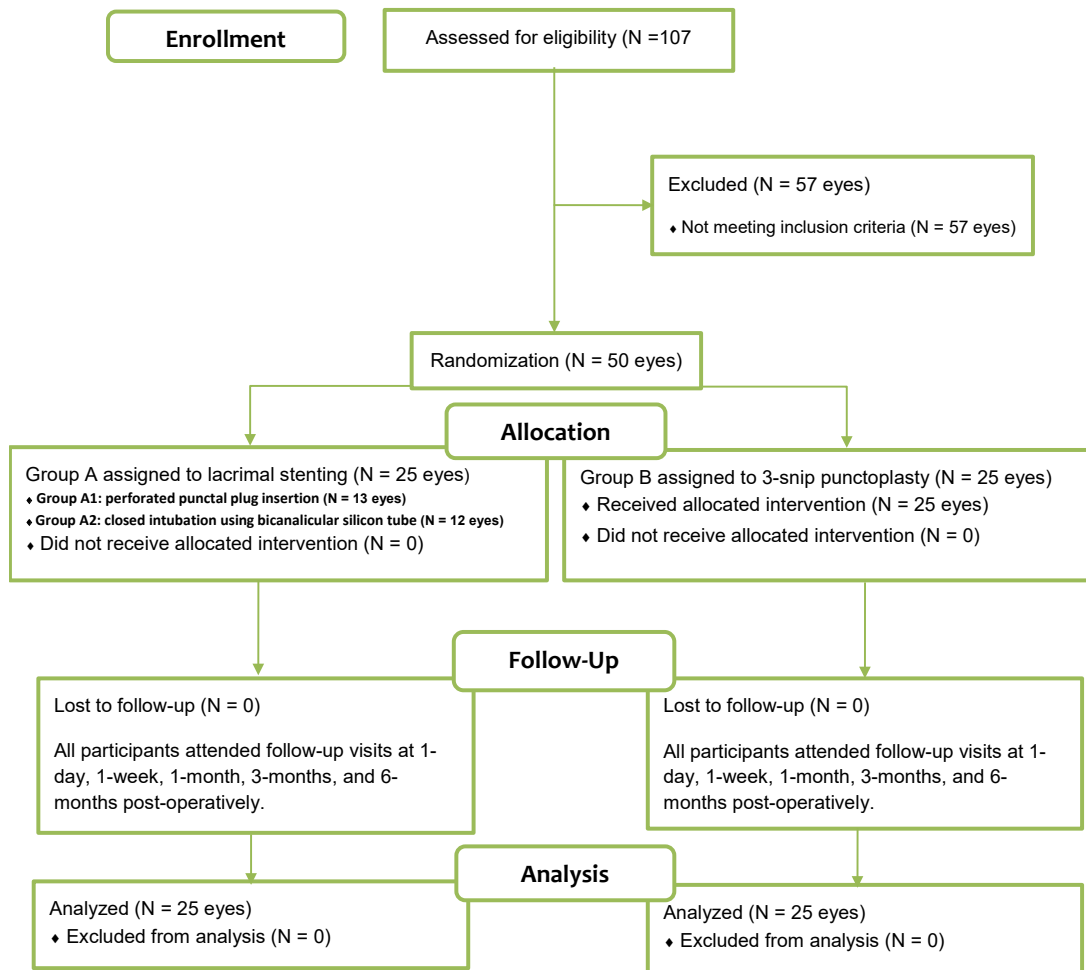 Enrollment
Assessed for eligibility (N =107
Excluded (N = 57 eyes)
♦ Not meeting inclusion criteria (N = 57 eyes)
Randomization (N = 50 eyes)
Allocation
Group A assigned to lacrimal stenting (N = 25 eyes)
♦ Group A1: perforated punctal plug insertion (N = 13 eyes)
♦ Group A2: closed intubation using bicanalicular silicon tube (N = 12 eyes)
♦ Did not receive allocated intervention (N = 0)
Group B assigned to 3-snip punctoplasty (N = 25 eyes)
♦ Received allocated intervention (N = 25 eyes)
♦ Did not receive allocated intervention (N = 0)
Follow-Up
Lost to follow-up (N = 0)
All participants attended follow-up visits at 1-
day, 1-week, 1-month, 3-months, and 6-
months post-operatively.
Lost to follow-up (N = 0)
All participants attended follow-up visits at 1-
day, 1-week, 1-month, 3-months, and 6-
months post-operatively.
Analysis
Analyzed (N = 25 eyes)
♦ Excluded from analysis (N = 0)
Analyzed (N = 25 eyes)
♦ Excluded from analysis (N = 0)